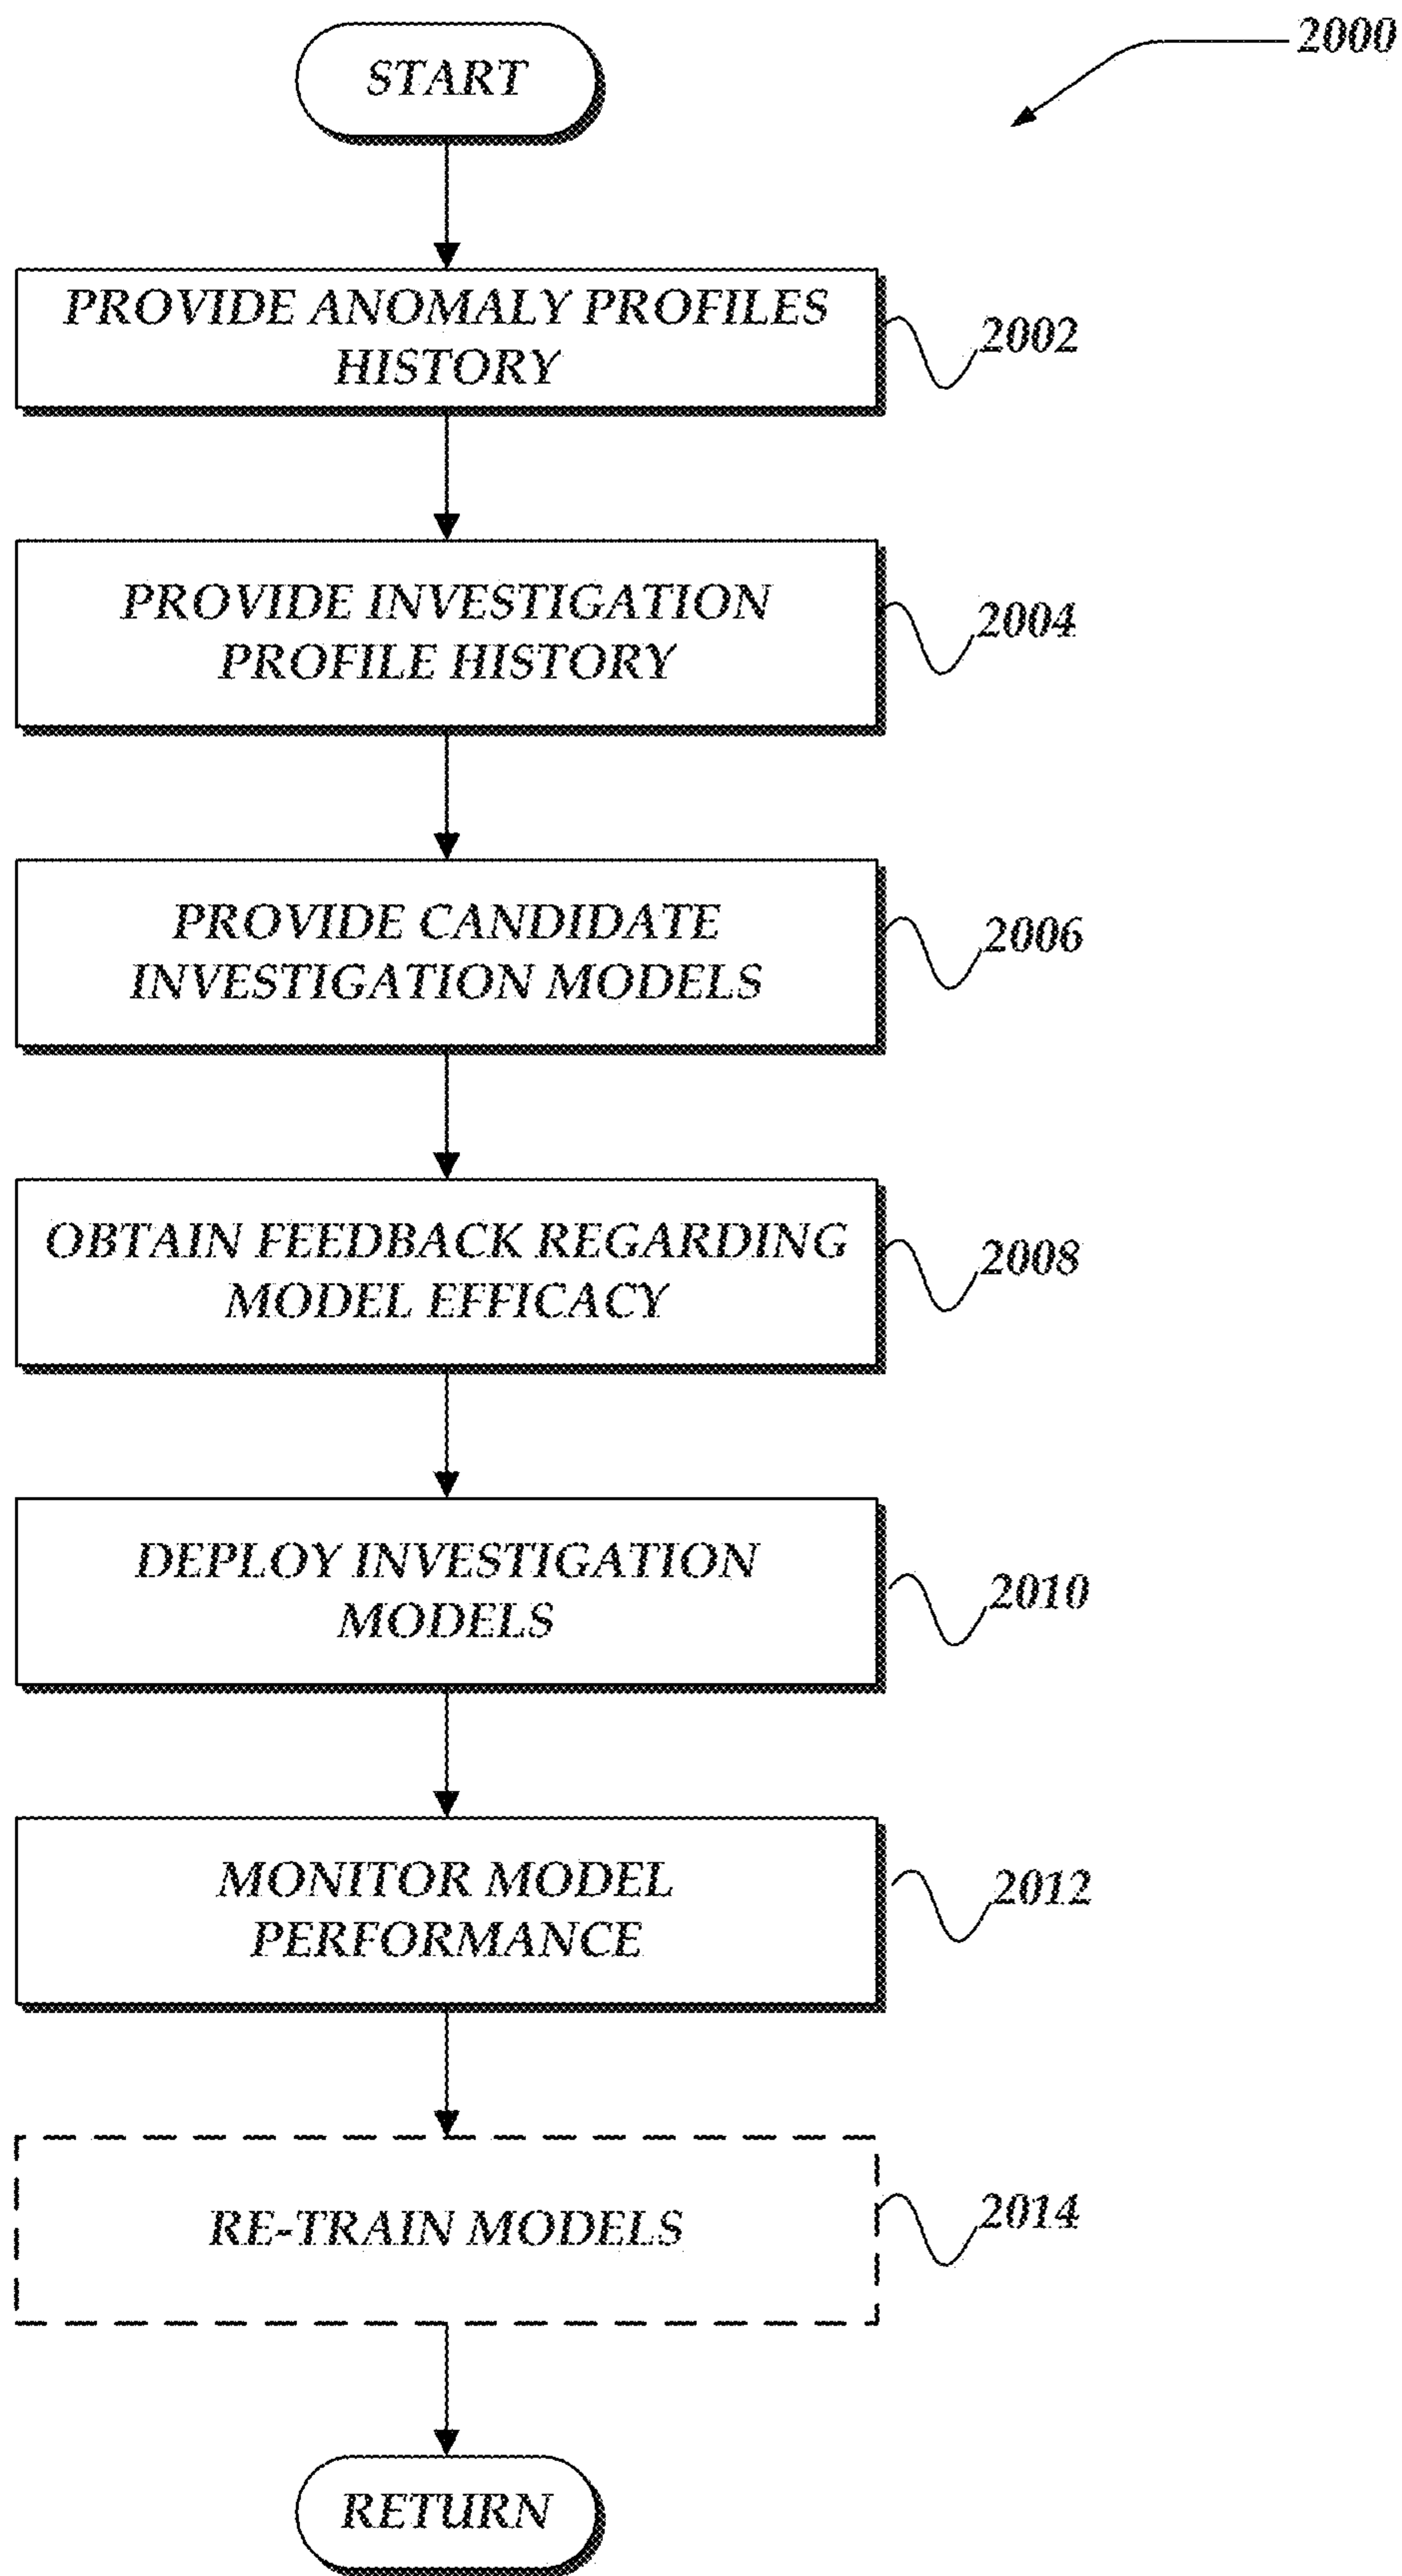 2000
START
PROVIDE ANOMALY PROFILES
HISTORY
2002
PROVIDE INVESTIGATION
PROFILE HISTORY
2004
PROVIDE CANDIDATE
INVESTIGATION MODELS
2006
OBTAIN FEEDBACK REGARDING
MODEL EFFICACY
2008
DEPLOY INVESTIGATION
MODELS
2010
MONITOR MODEL
PERFORMANCE
2012
RE-TRAIN MODELS
2014
RETURN